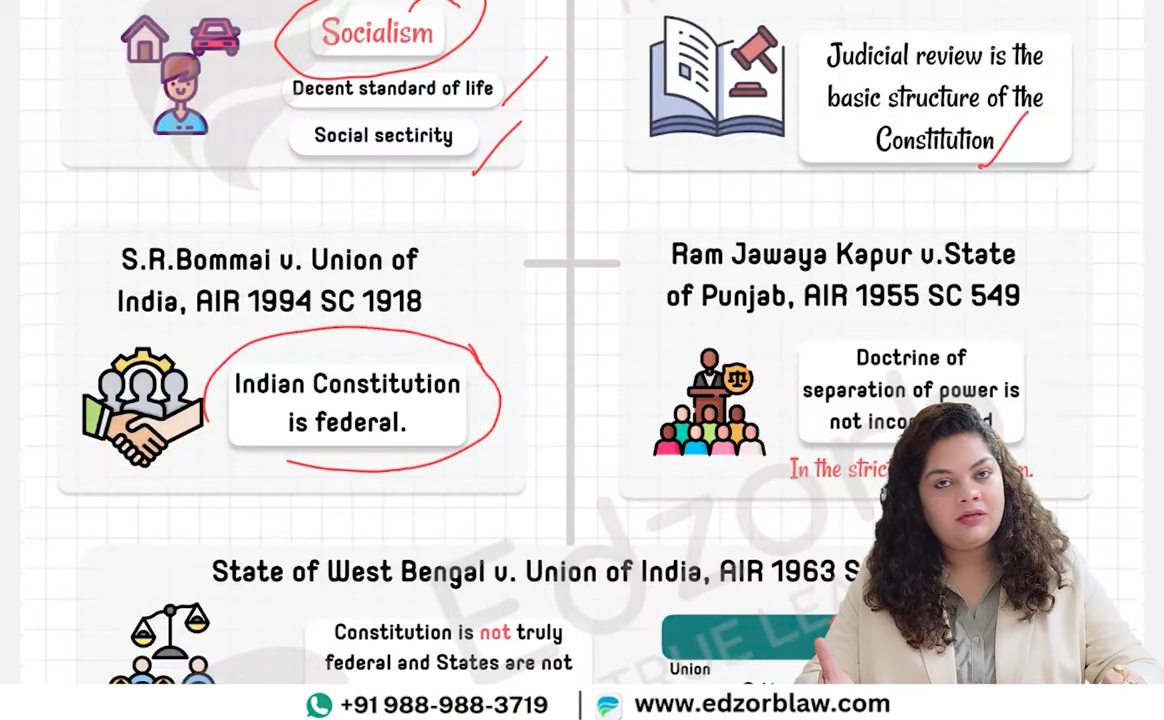 Socialism
Decent standard of life
Social sectirity
Judicial review is the
basic structure of the
Constitution
S.R.Bommai v. Union of
India, AIR 1994 SC 1918
Indian Constitution
is federal.
Ram Jawaya Kapur v.State
of Punjab, AIR 1955 SC 549
Doctrine of
separation of power is
not
In the
State of West Bengal v. Union of India, AIR 1963 S
Constitution is not truly
federal and States are not
Union
Edzorb
TRUE LEA
+91 988-988-3719
www.edzorblaw.com